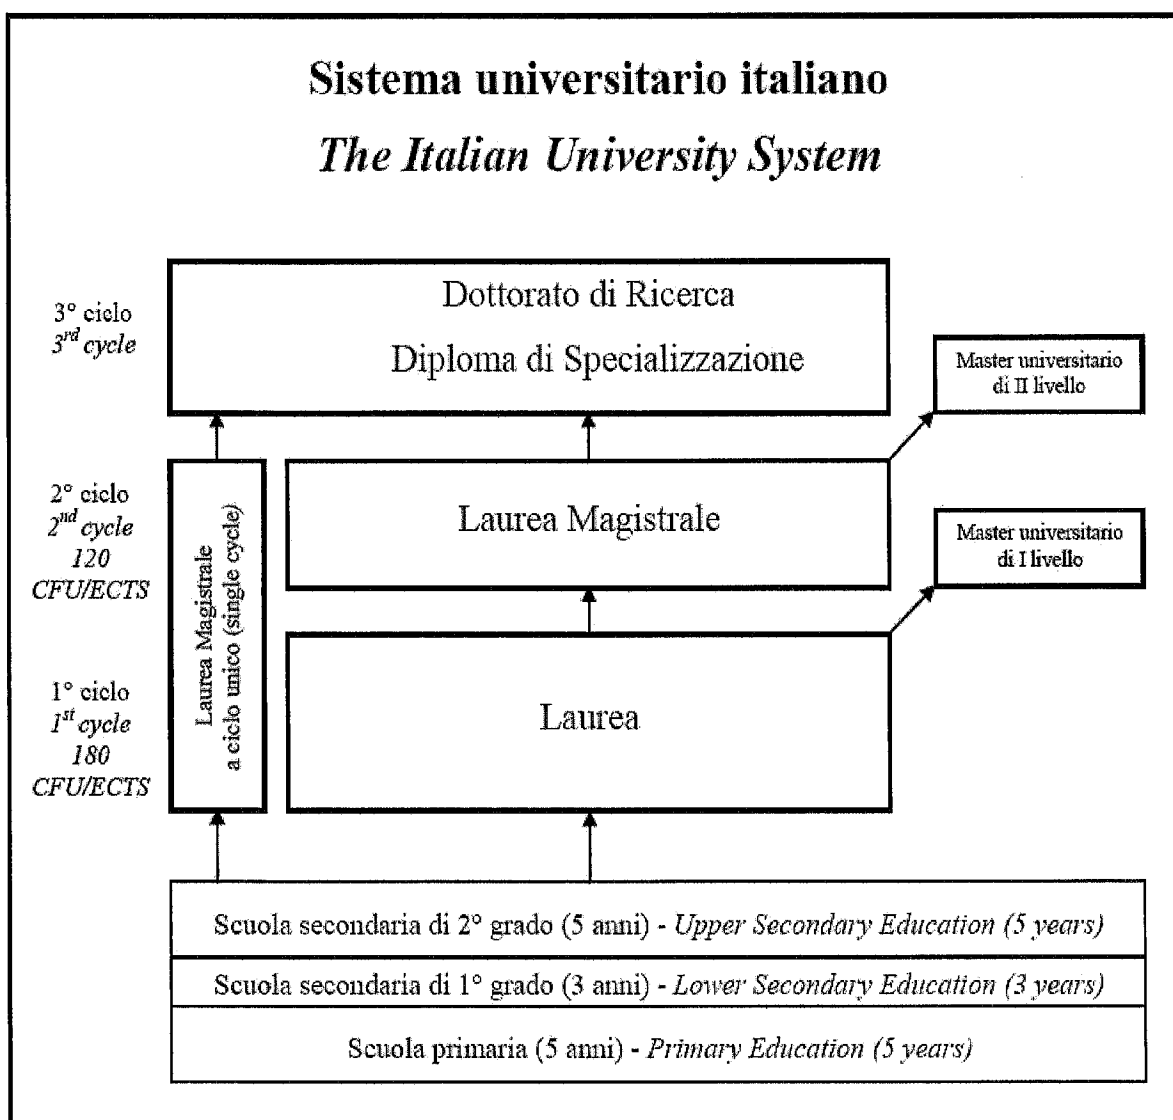 Sistema universitario italiano
The Italian University System
3° ciclo
3rd cycle
Dottorato di Ricerca
Diploma di Specializzazione
Master universitario
di II livello
2° ciclo
2nd cycle
120
CFU/ECTS
Laurea Magistrale
a ciclo unico (single cycle)
Laurea Magistrale
Master universitario
di I livello
1° ciclo
1st cycle
180
CFU/ECTS
Laurea
Scuola secondaria di 2° grado (5 anni) - Upper Secondary Education (5 years)
Scuola secondaria di 1° grado (3 anni) - Lower Secondary Education (3 years)
Scuola primaria (5 anni) - Primary Education (5 years)